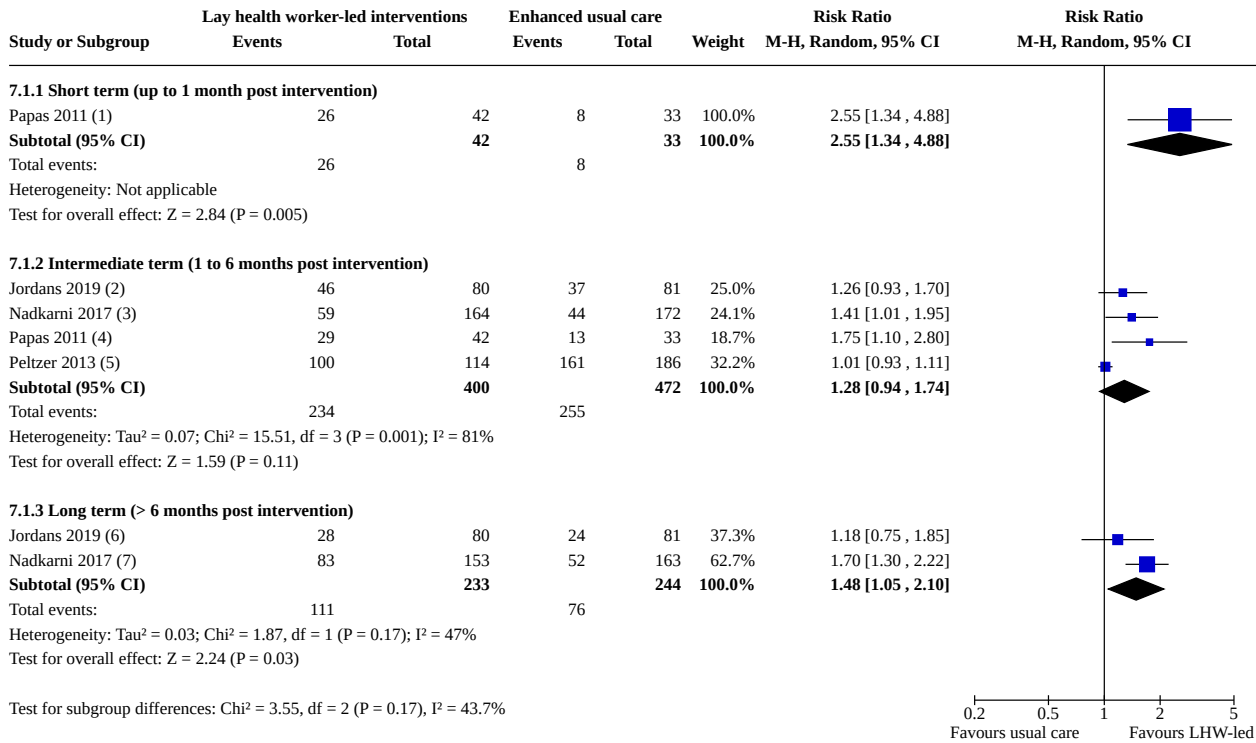 Lay health worker-led interventions Enhanced usual care Risk Ratio Risk Ratio
Study or Subgroup Events Total Events Total Weight M-H, Random, 95% CI M-H, Random, 95% CI
7.1.1 Short term (up to 1 month post intervention)
Papas 2011 (1) 26 42 8 33 100.0% 2.55 [1.34 , 4.88]
Subtotal (95% CI) 42 33 100.0% 2.55 [1.34 , 4.88]
Total events: 26 8
Heterogeneity: Not applicable
Test for overall effect: Z = 2.84 (P = 0.005)
7.1.2 Intermediate term (1 to 6 months post intervention)
Jordans 2019 (2) 46 80 37 81 25.0% 1.26 [0.93 , 1.70]
Nadkarni 2017 (3) 59 164 44 172 24.1% 1.41 [1.01 , 1.95]
Papas 2011 (4) 29 42 13 33 18.7% 1.75 [1.10 , 2.80]
Peltzer 2013 (5) 100 114 161 186 32.2% 1.01 [0.93 , 1.11]
Subtotal (95% CI) 400 472 100.0% 1.28 [0.94 , 1.74]
Total events: 234 255
Heterogeneity: Tau² = 0.07; Chi² = 15.51, df = 3 (P = 0.001); I² = 81%
Test for overall effect: Z = 1.59 (P = 0.11)
7.1.3 Long term (> 6 months post intervention)
Jordans 2019 (6) 28 80 24 81 37.3% 1.18 [0.75 , 1.85]
Nadkarni 2017 (7) 83 153 52 163 62.7% 1.70 [1.30 , 2.22]
Subtotal (95% CI) 233 244 100.0% 1.48 [1.05 , 2.10]
Total events: 111 76
Heterogeneity: Tau² = 0.03; Chi² = 1.87, df = 1 (P = 0.17); I² = 47%
Test for overall effect: Z = 2.24 (P = 0.03)
Test for subgroup differences: Chi² = 3.55, df = 2 (P = 0.17), I² = 43.7%
0.2 0.5 1 2 5
Favours usual care Favours LHW-led